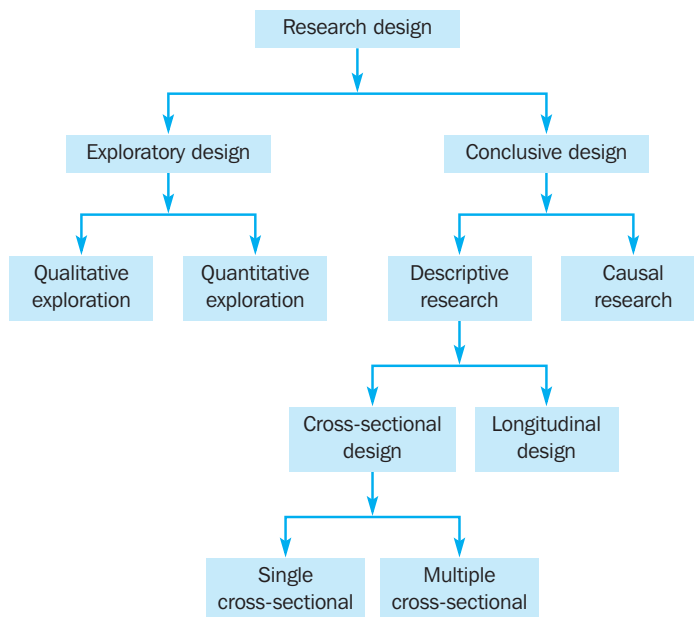 Research design
Exploratory design
Conclusive design
Qualitative
exploration
Quantitative
exploration
Descriptive
research
Causal
research
Cross-sectional
design
Longitudinal
design
Single
cross-sectional
Multiple
cross-sectional